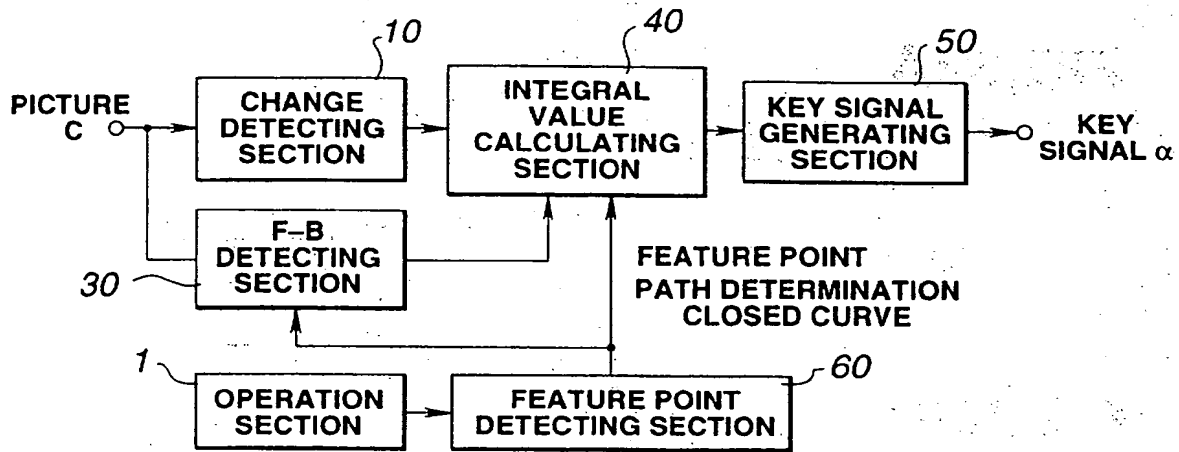 10
40
50
PICTURE
C
CHANGE
DETECTING
SECTION
INTEGRAL
VALUE
CALCULATING
SECTION
KEY SIGNAL
GENERATING
SECTION
KEY
SIGNAL α
F–B
DETECTING
SECTION
30
FEATURE POINT
PATH DETERMINATION
CLOSED CURVE
1
60
OPERATION
SECTION
FEATURE POINT
DETECTING SECTION